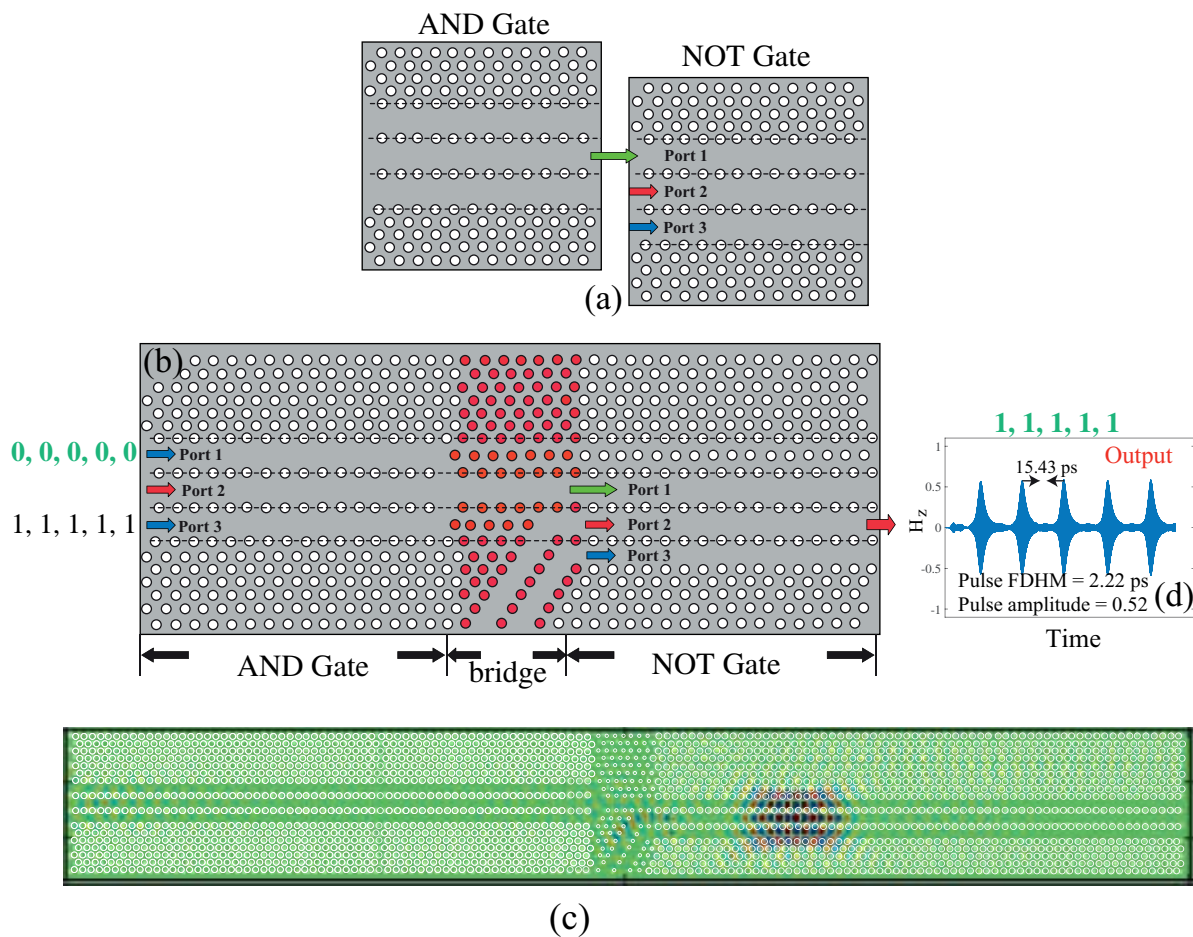 AND Gate
NOT Gate
Port 1
Port 2
Port 3
(a)
(b)
0, 0, 0, 0, 0
1, 1, 1, 1, 1
Port 1
Port 2
Port 3
Port 1
Port 2
Port 3
AND Gate
bridge
NOT Gate
1, 1, 1, 1, 1
Output
15.43 ps
1
0.5
0
-0.5
-1
Hz
Pulse FDHM = 2.22 ps
Pulse amplitude = 0.52
(d)
Time
(c)